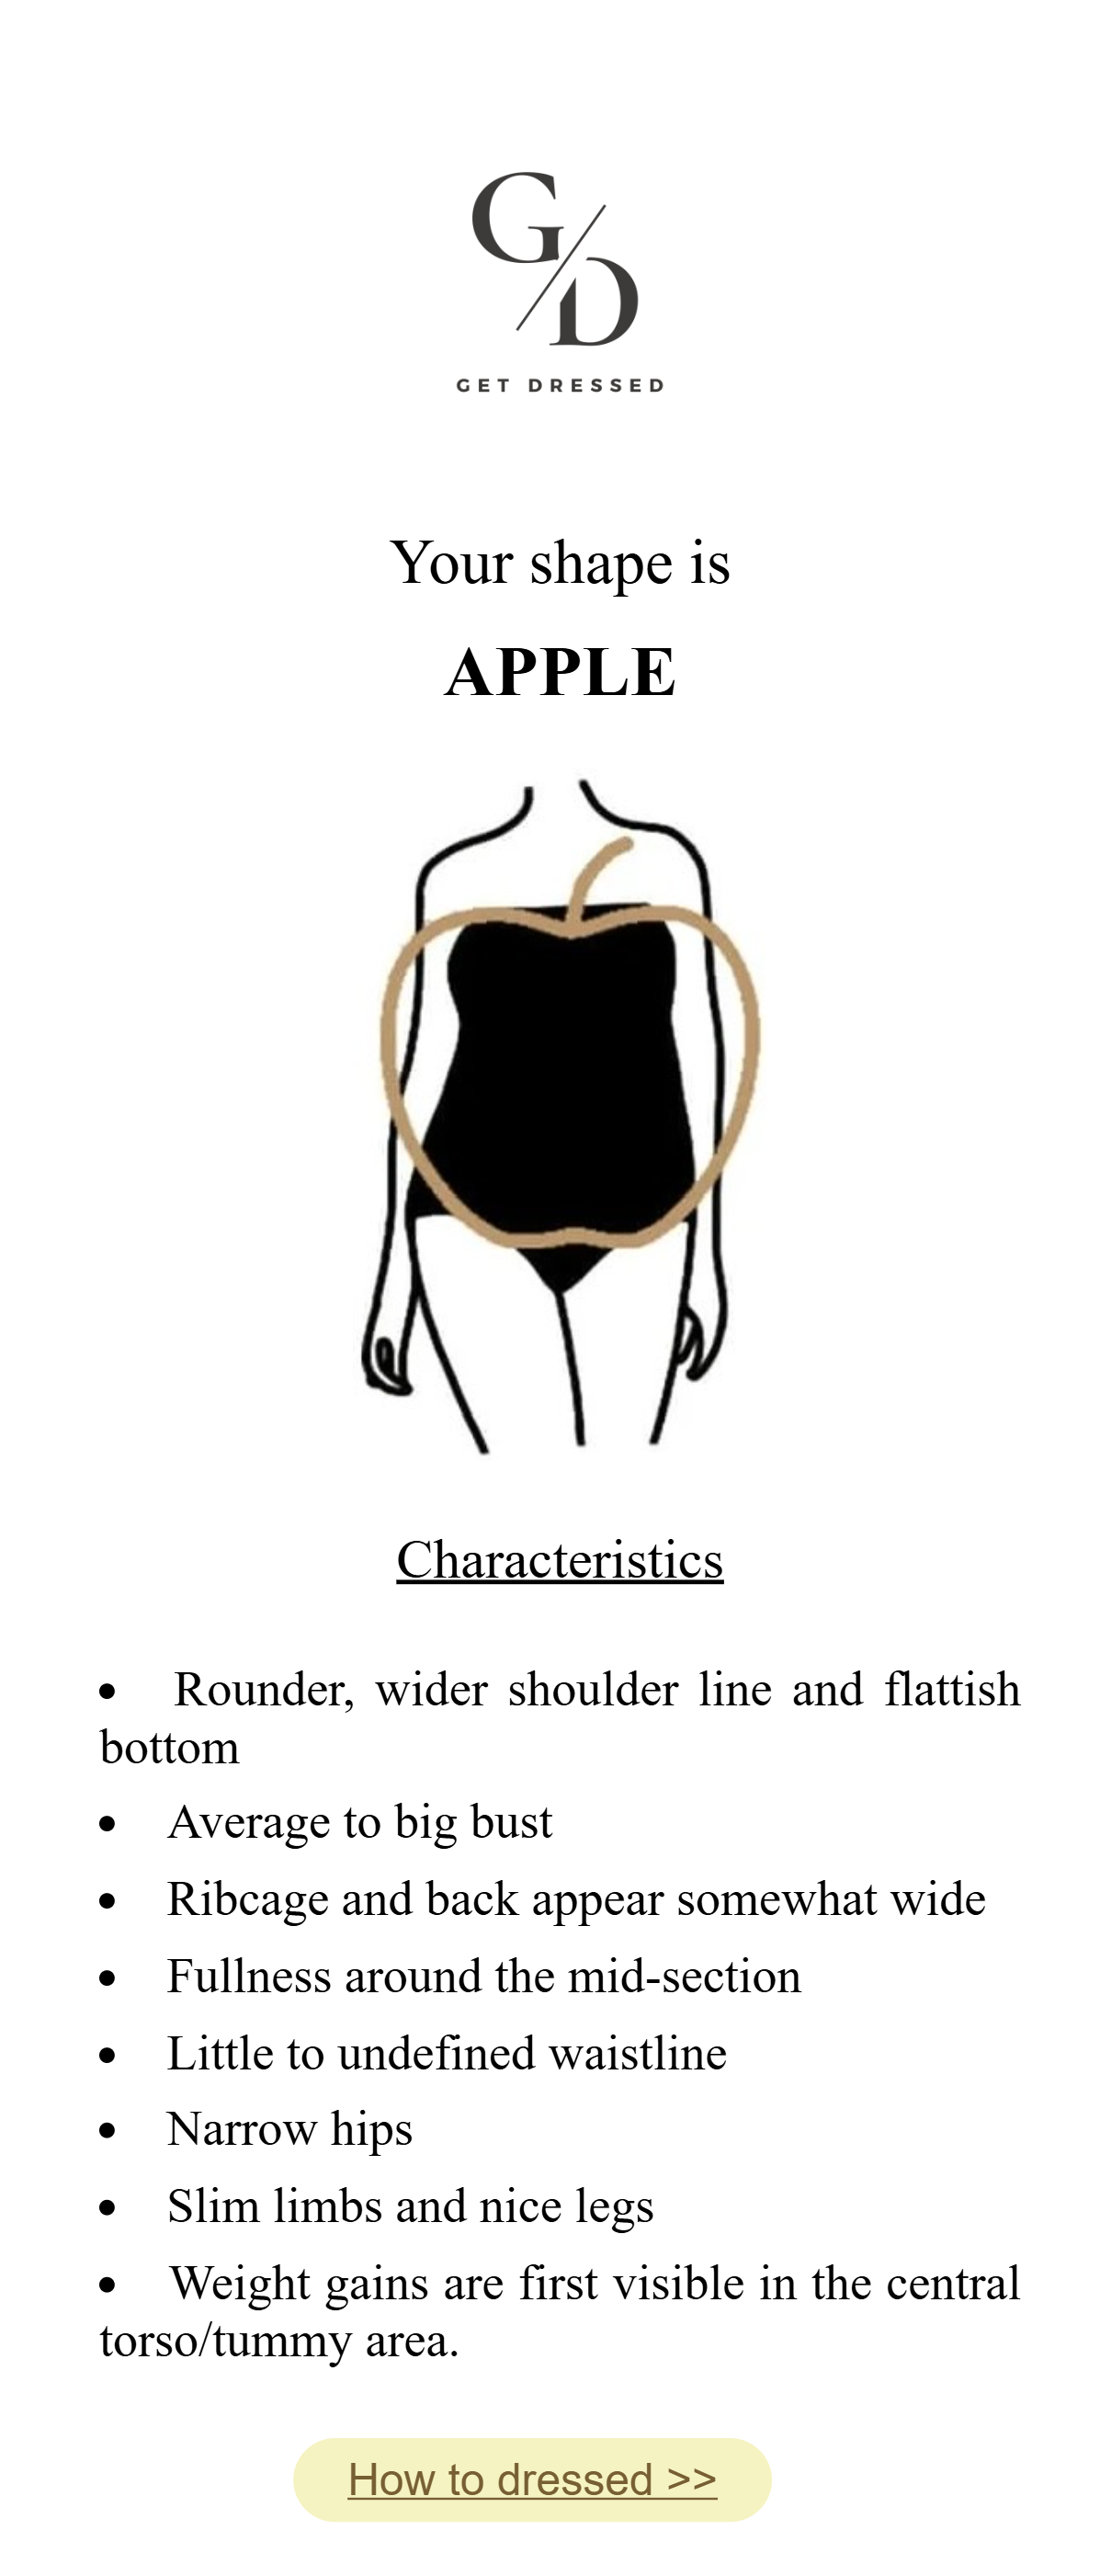 G/D
GET DRESSED
Your shape is
APPLE
Characteristics
• Rounder, wider shoulder line and flattish
bottom
• Average to big bust
• Ribcage and back appear somewhat wide
• Fullness around the mid-section
• Little to undefined waistline
• Narrow hips
• Slim limbs and nice legs
• Weight gains are first visible in the central
torso/tummy area.
How to dressed >>